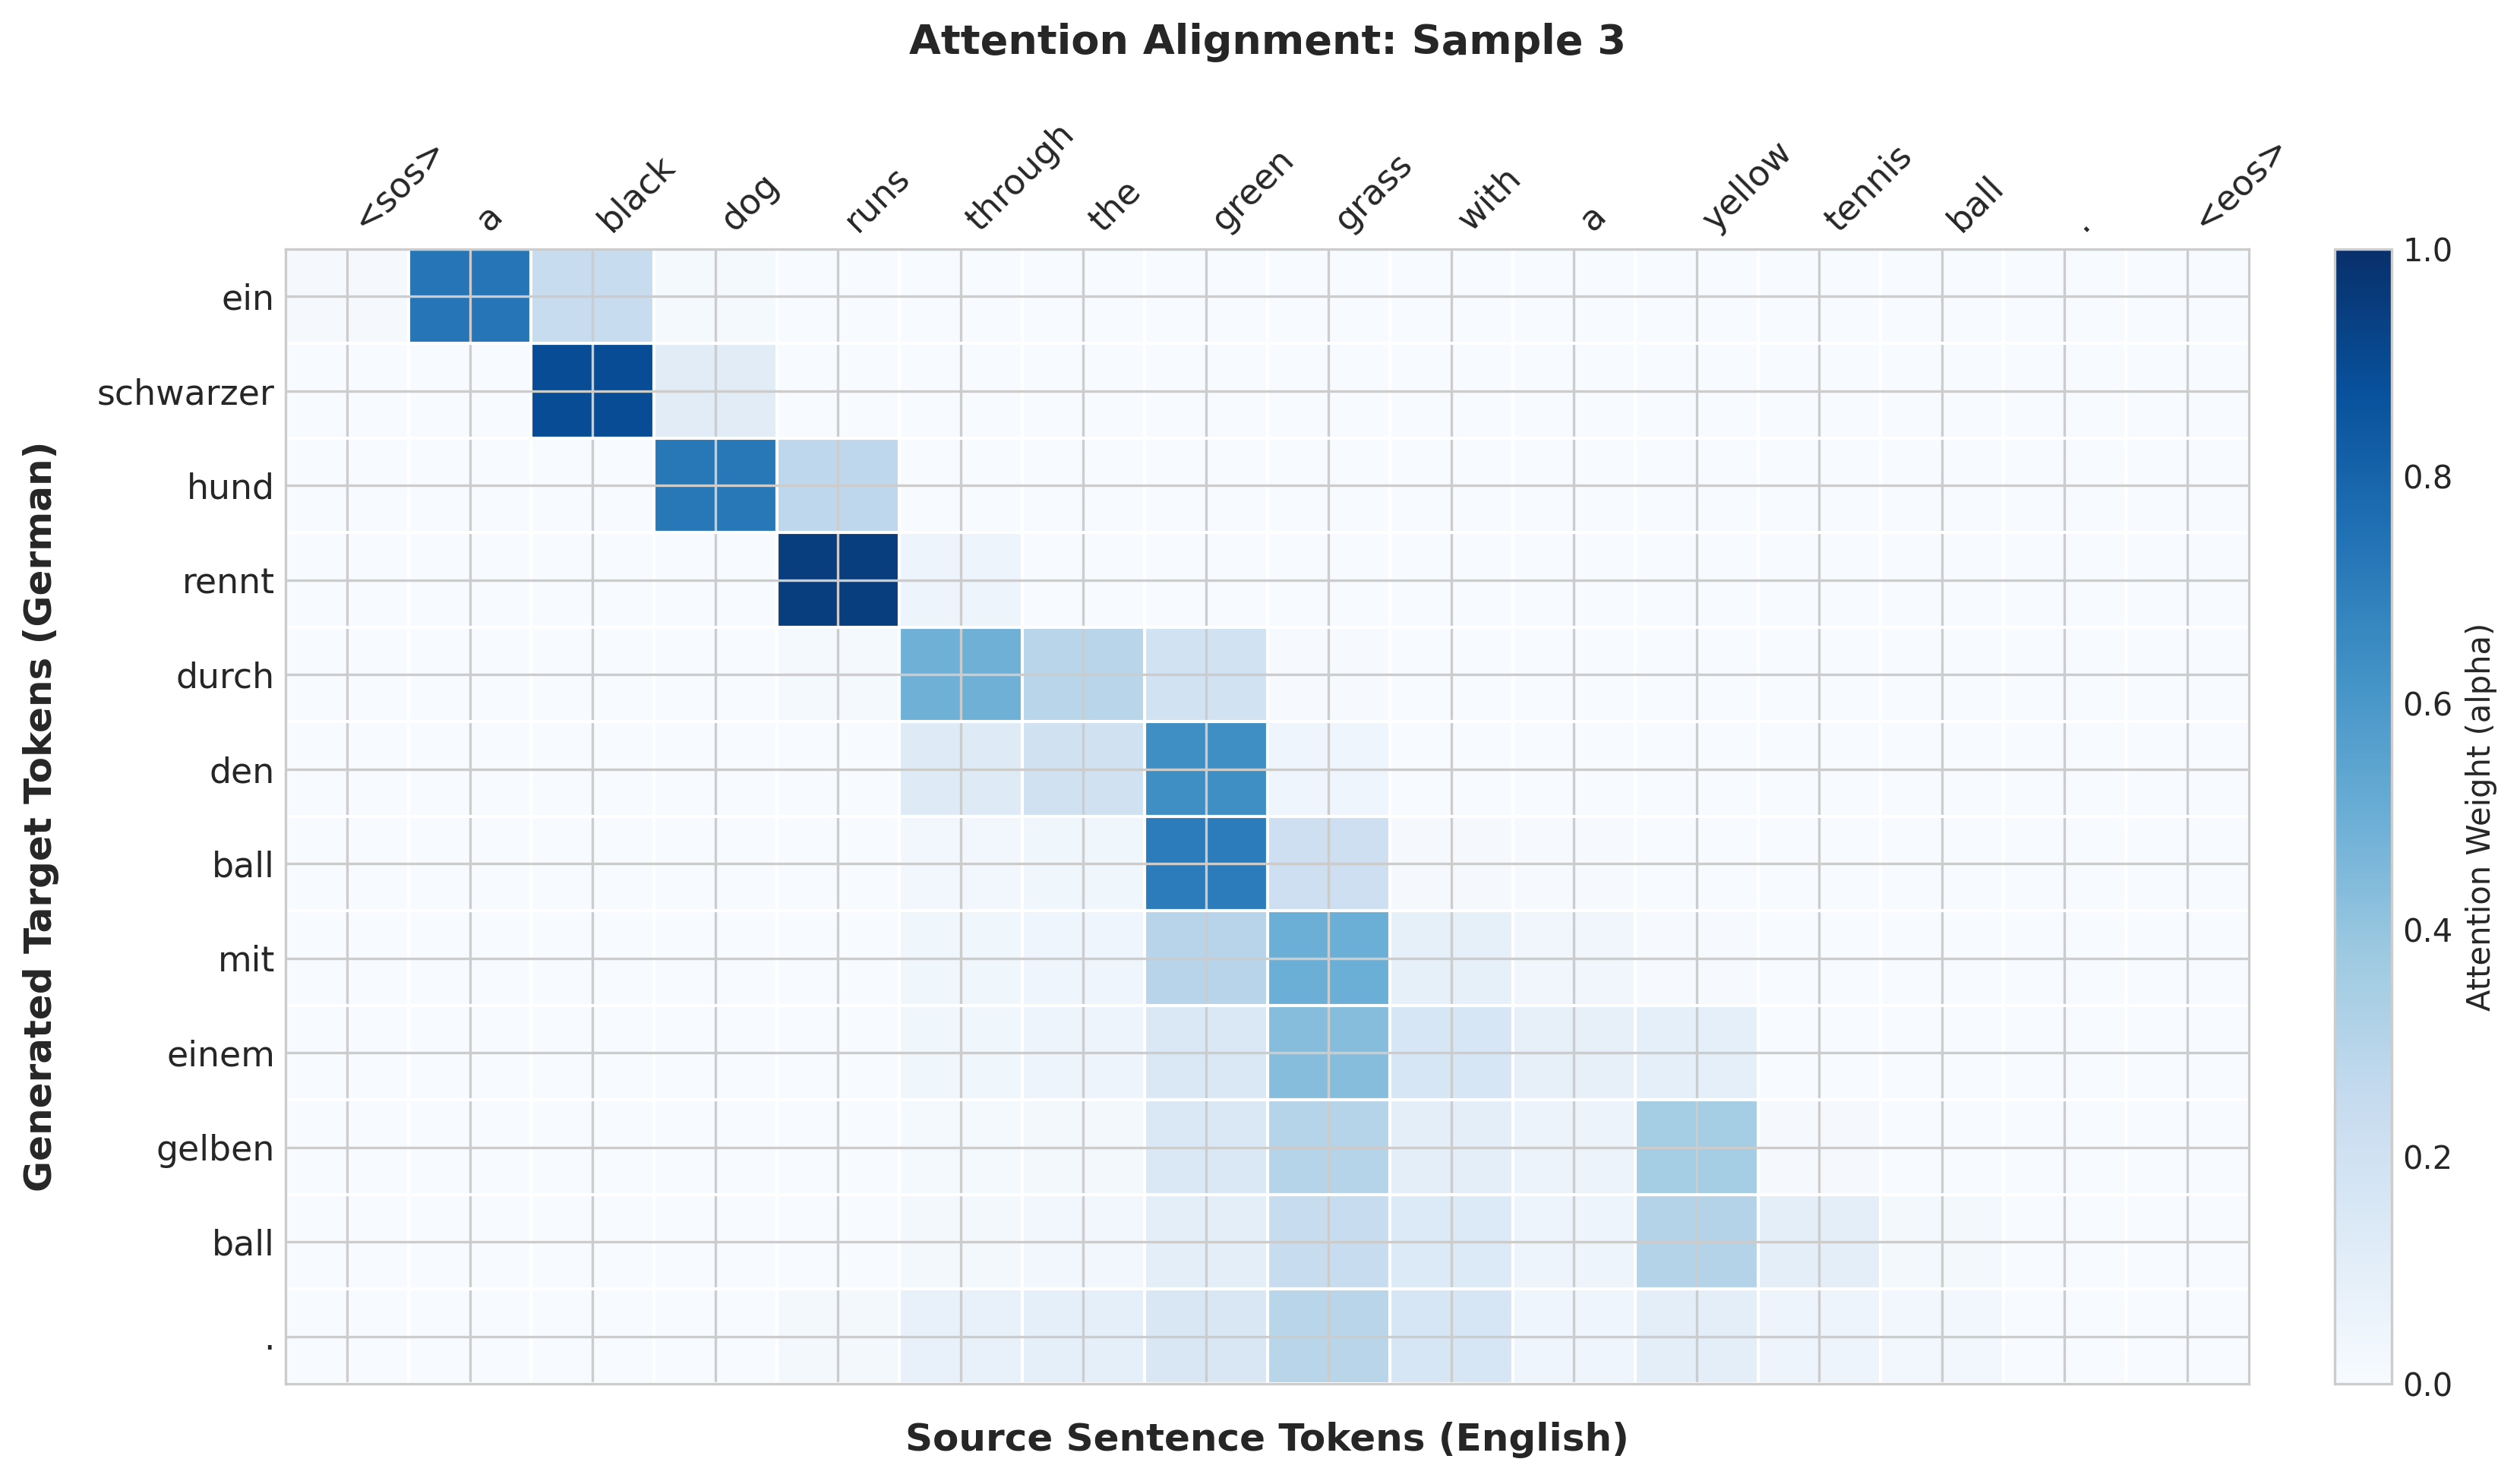 Attention Alignment: Sample 3
<sos>
a
black
dog
runs
through
the
green
grass
with
a
yellow
tennis
ball
.
<eos>
Generated Target Tokens (German)
ein
schwarzer
hund
rennt
durch
den
ball
mit
einem
gelben
ball
.
Source Sentence Tokens (English)
1.0
0.8
0.6
0.4
0.2
0.0
Attention Weight (alpha)